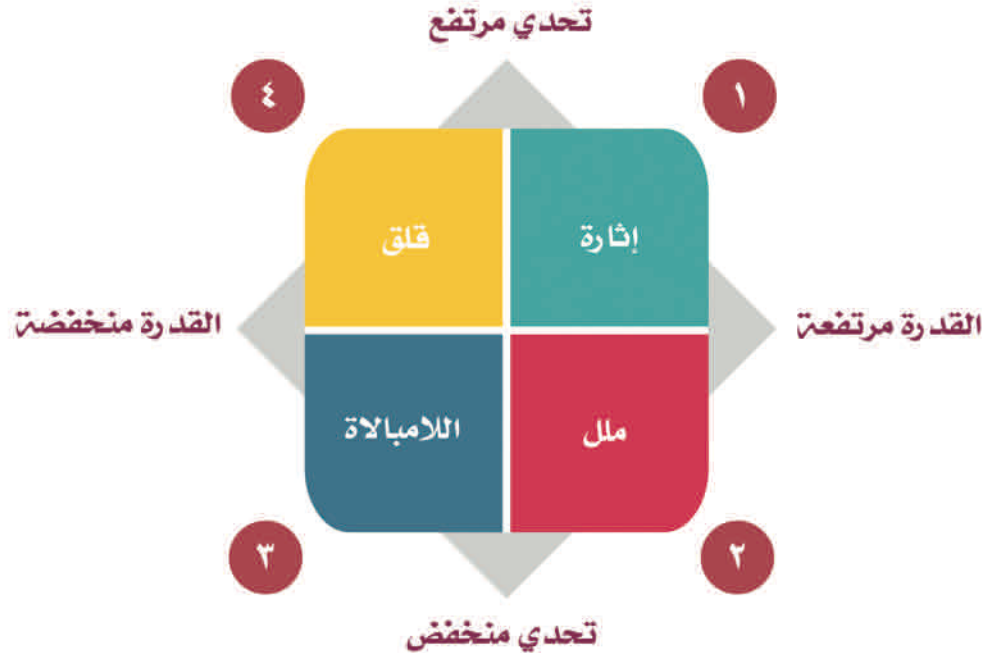 تحدي مرتفع
١
٤
إثارة
قلق
القدرة مرتفعة
القدرة منخفضة
ملل
اللامبالاة
٢
٣
تحدي منخفض